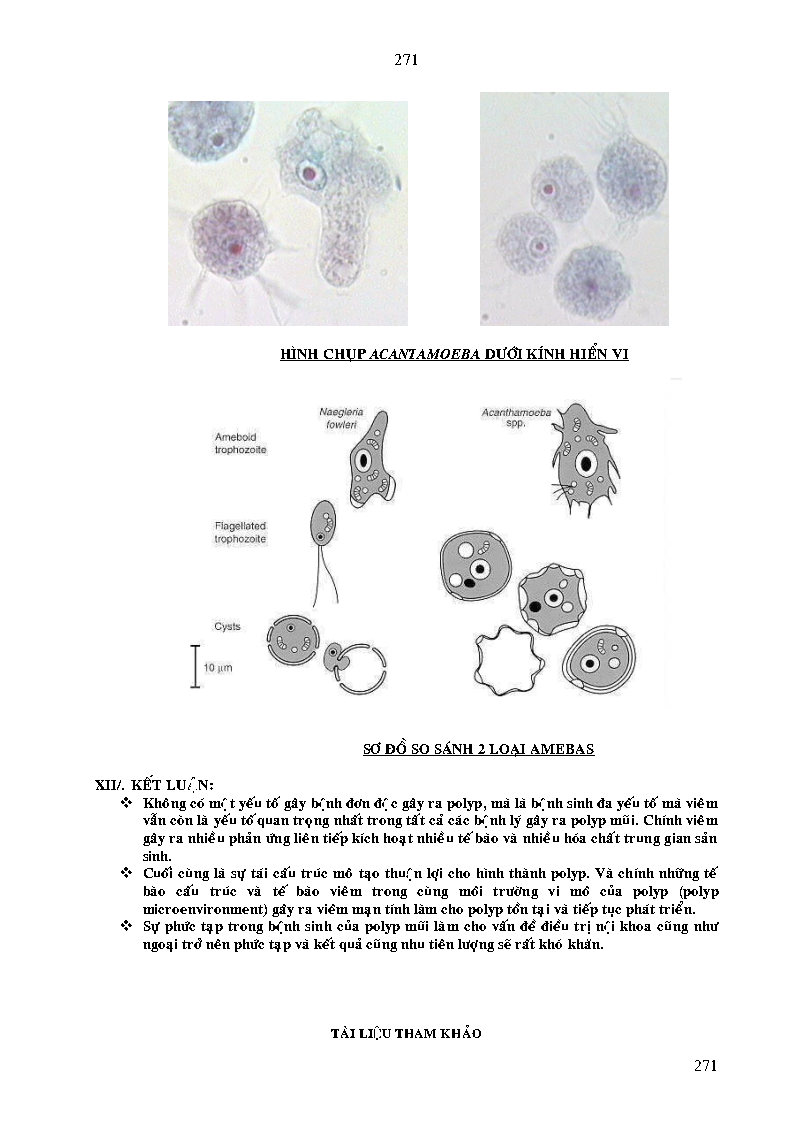 271
HÌNH CHỤP ACANTAMOEBA DƯỚI KÍNH HIỂN VI
Naegleria
fowleri
Acanthamoeba
spp.
Ameboid
trophozoite
Flagellated
trophozoite
Cysts
10 μm
SƠ ĐỒ SO SÁNH 2 LOẠI AMEBAS
XII/. KẾT LUẬN:
❖ Không có một yếu tố gây bệnh đơn độc gây ra polyp, mà là bệnh sinh đa yếu tố mà viêm
vẫn còn là yếu tố quan trọng nhất trong tất cả các bệnh lý gây ra polyp mũi. Chính viêm
gây ra nhiều phản ứng liên tiếp kích hoạt nhiều tế bào và nhiều hóa chất trung gian sản
sinh.
❖ Cuối cùng là sự tái cấu trúc mô tạo thuận lợi cho hình thành polyp. Và chính những tế
bào cấu trúc và tế bào viêm trong cùng môi trường vi mô của polyp (polyp
microenvironment) gây ra viêm mạn tính làm cho polyp tồn tại và tiếp tục phát triển.
❖ Sự phức tạp trong bệnh sinh của polyp mũi làm cho vấn đề điều trị nội khoa cũng như
ngoại trở nên phức tạp và kết quả cũng nhu tiên lượng sẽ rất khó khăn.
TÀI LIỆU THAM KHẢO
271